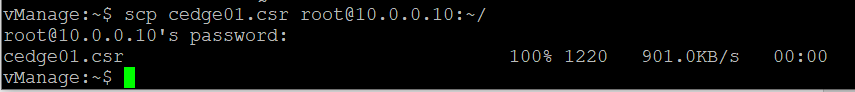 vManage:~$ scp cedge01.csr root@10.0.0.10:~/
root@10.0.0.10's password:
cedge01.csr 100% 1220 901.0KB/s 00:00
vManage:~$